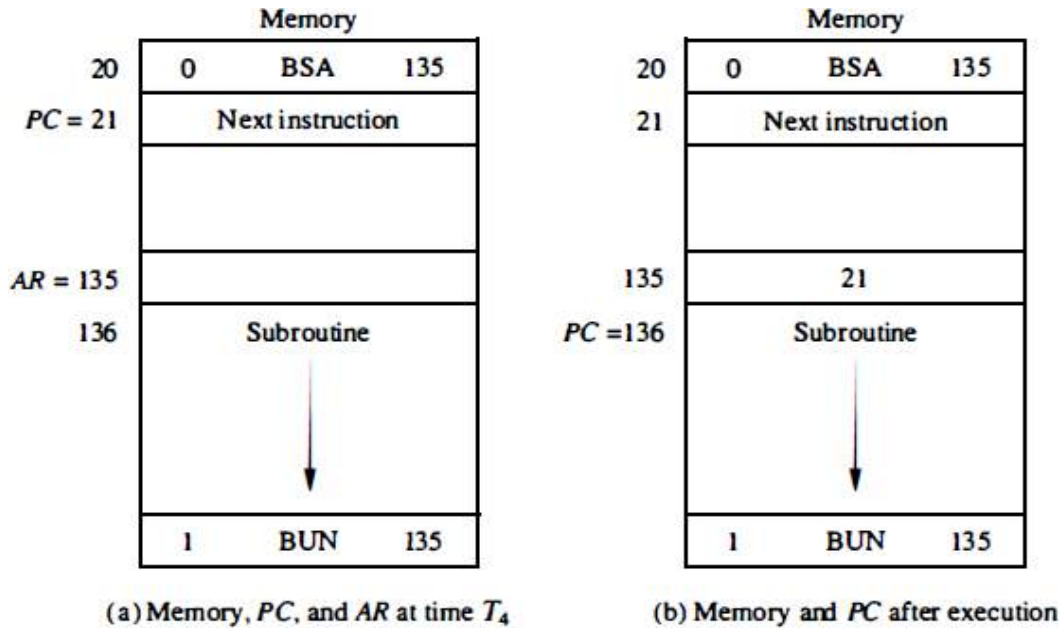 Memory
20 0 BSA 135
PC = 21 Next instruction
AR = 135
136 Subroutine
1 BUN 135
(a) Memory, PC, and AR at time T4
Memory
20 0 BSA 135
21 Next instruction
135 21
PC =136 Subroutine
1 BUN 135
(b) Memory and PC after execution